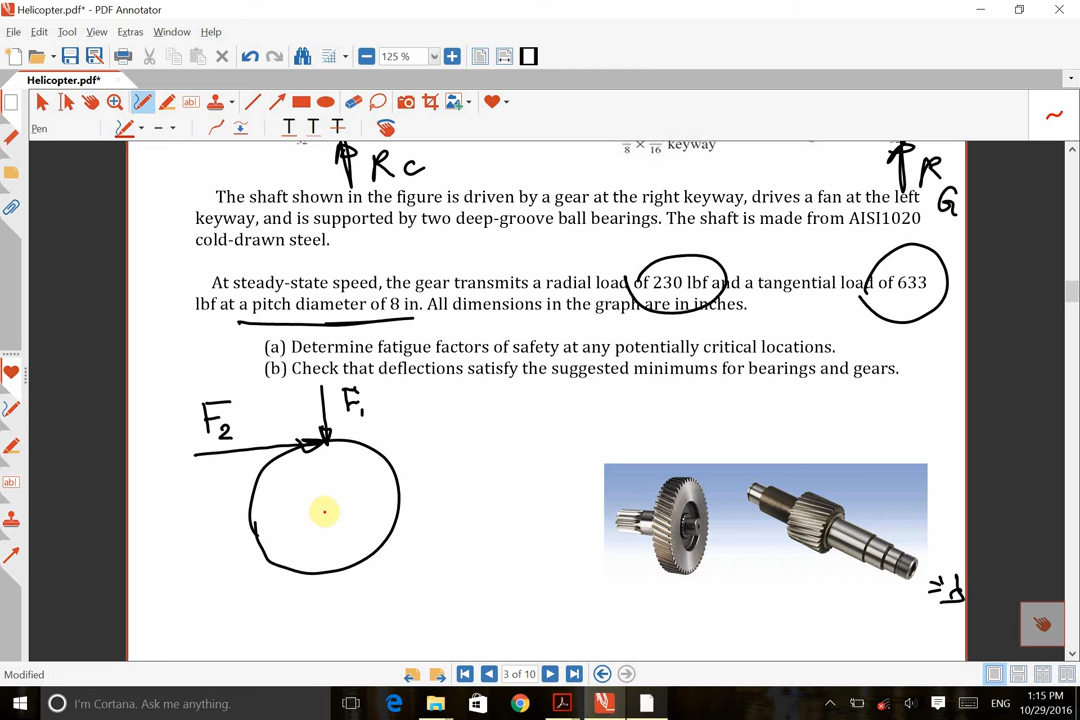 Helicopter.pdf* - PDF Annotator
File Edit Tool View Extras Window Help
125 %
Helicopter.pdf*
Pen
8 × 16 keyway
R C
R
G
The shaft shown in the figure is driven by a gear at the right keyway, drives a fan at the left
keyway, and is supported by two deep-groove ball bearings. The shaft is made from AISI1020
cold-drawn steel.
At steady-state speed, the gear transmits a radial load of 230 lbf and a tangential load of 633
lbf at a pitch diameter of 8 in. All dimensions in the graph are in inches.
(a) Determine fatigue factors of safety at any potentially critical locations.
(b) Check that deflections satisfy the suggested minimums for bearings and gears.
F1
F2
Modified
3 of 10
I'm Cortana. Ask me anything.
ENG
1:15 PM
10/29/2016